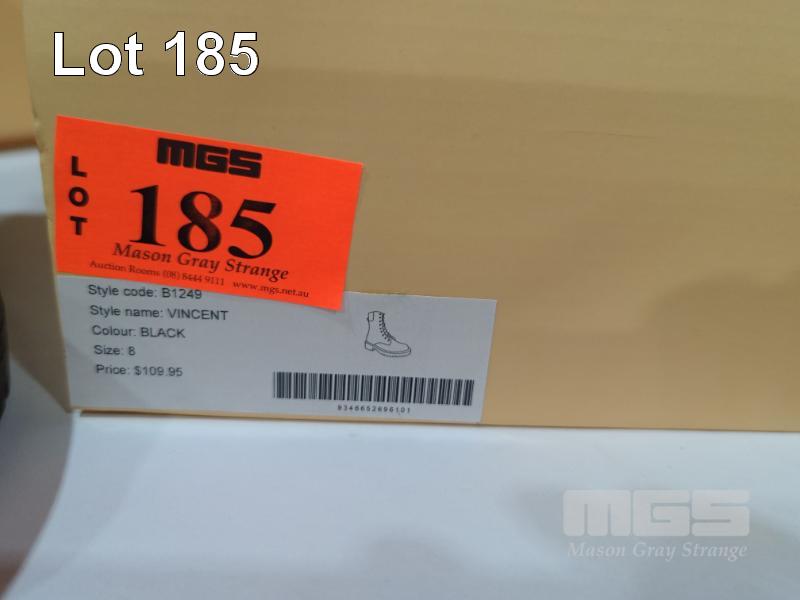 Lot 185
MGS
LOT
185
Mason Gray Strange
Auction Rooms (08) 8444 9111 www.mgs.net.au
Style code: B1249
Style name: VINCENT
Colour: BLACK
Size: 8
Price: $109.95
9346652696101
MGS
Mason Gray Strange